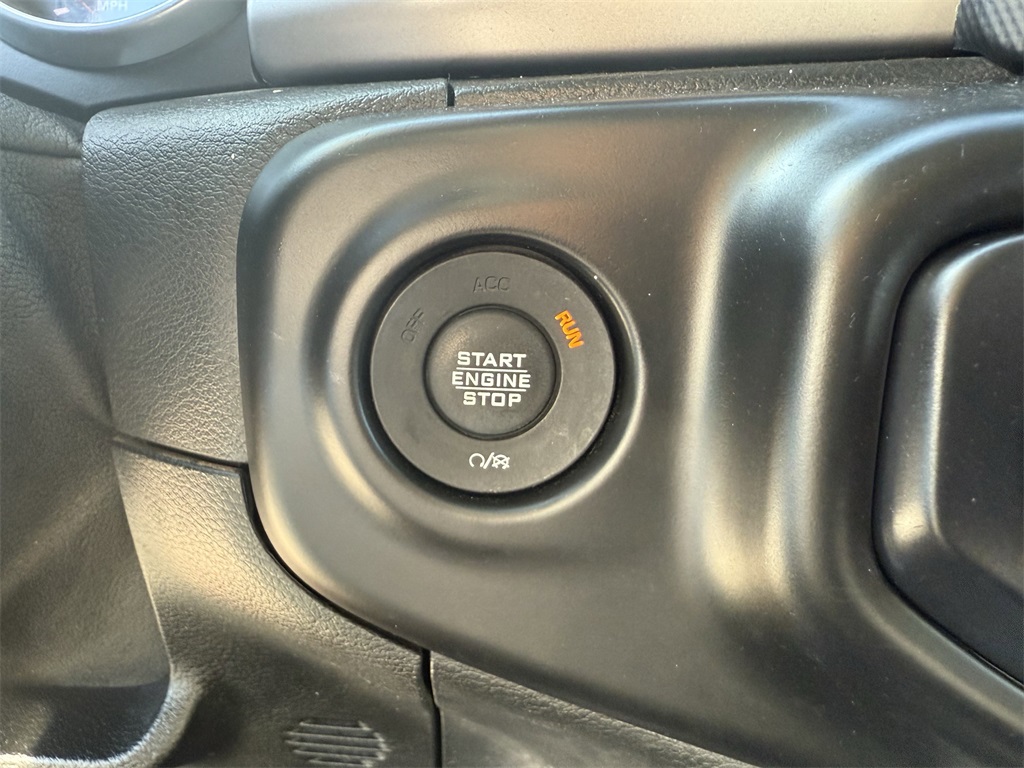 MPH
OFF
ACC
RUN
START
ENGINE
STOP